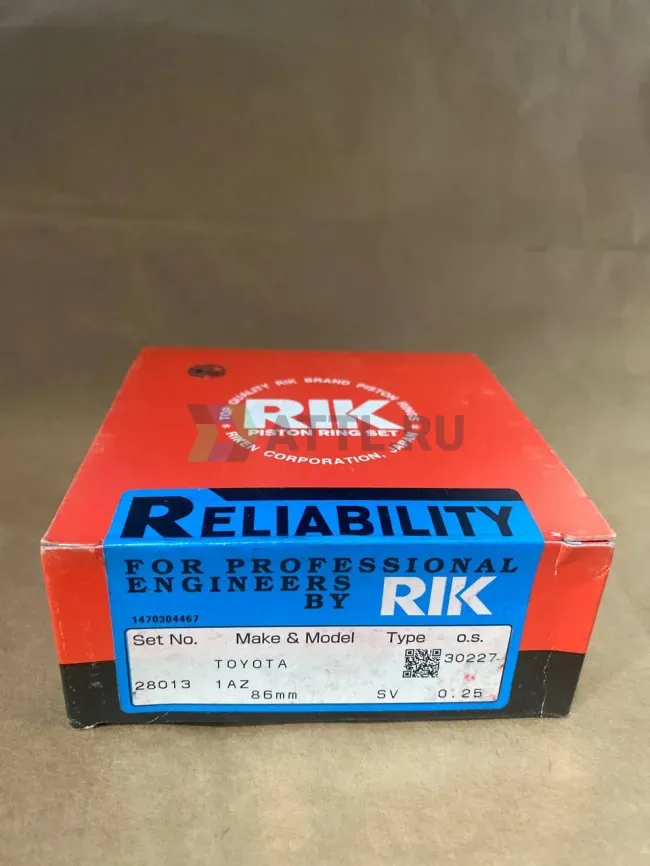 TOP QUALITY RIK BRAND PISTON RINGS
RIK
PISTON RING SET
RIKEN CORPORATION, JAPAN
ATTL.RU
RELIABILITY
FOR PROFESSIONAL
ENGINEERS
BY RIK
1470304467
Set No. Make & Model Type o.s.
TOYOTA 30227
28013 1AZ
86mm SV 0.25